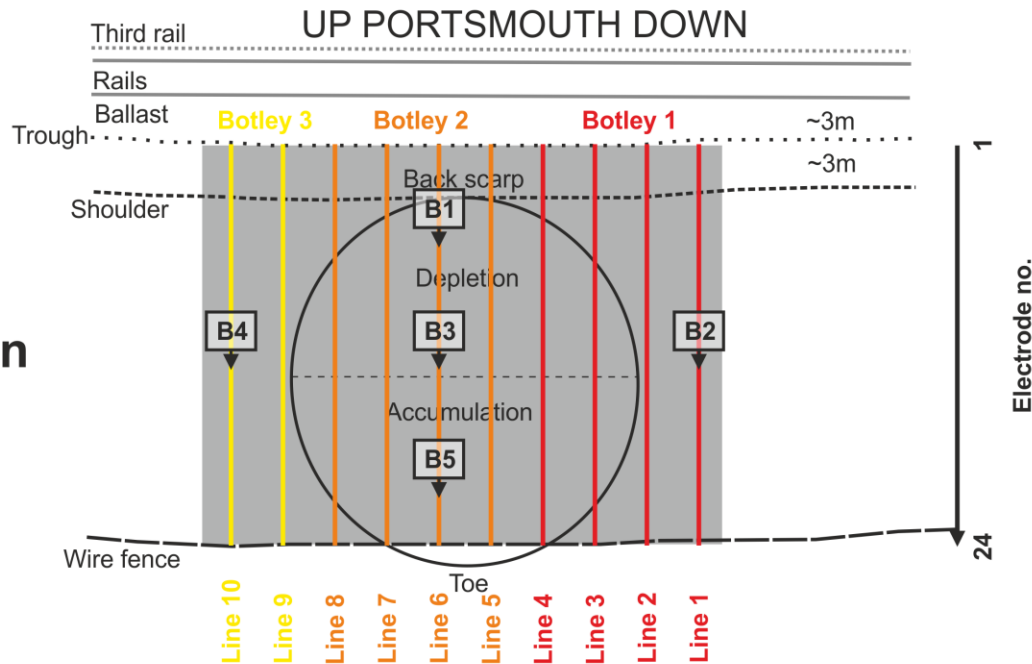 UP PORTSMOUTH DOWN
Third rail
Rails
Ballast
Botley 3
Botley 2
Botley 1
~3m
Trough
1
~3m
Back scarp
Shoulder
B1
Depletion
B4
B3
B2
n
Electrode no.
Accumulation
B5
Wire fence
24
Toe
Line 10
Line 9
Line 8
Line 7
Line 6
Line 5
Line 4
Line 3
Line 2
Line 1